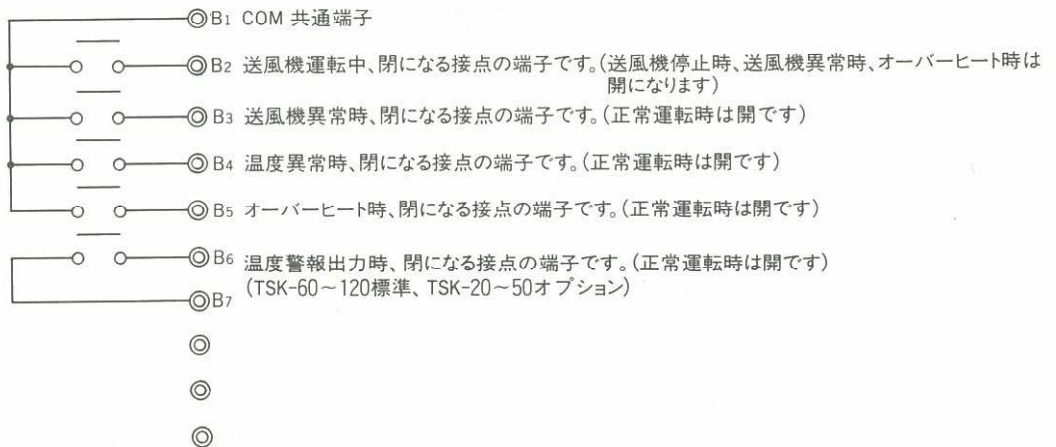 B1 COM 共通端子
B2 送風機運転中、閉になる接点の端子です。(送風機停止時、送風機異常時、オーバーヒート時は
開になります)
B3 送風機異常時、閉になる接点の端子です。(正常運転時は開です)
B4 温度異常時、閉になる接点の端子です。(正常運転時は開です)
B5 オーバーヒート時、閉になる接点の端子です。(正常運転時は開です)
B6 温度警報出力時、閉になる接点の端子です。(正常運転時は開です)
B7 (TSK-60～120標準、TSK-20～50オプション)